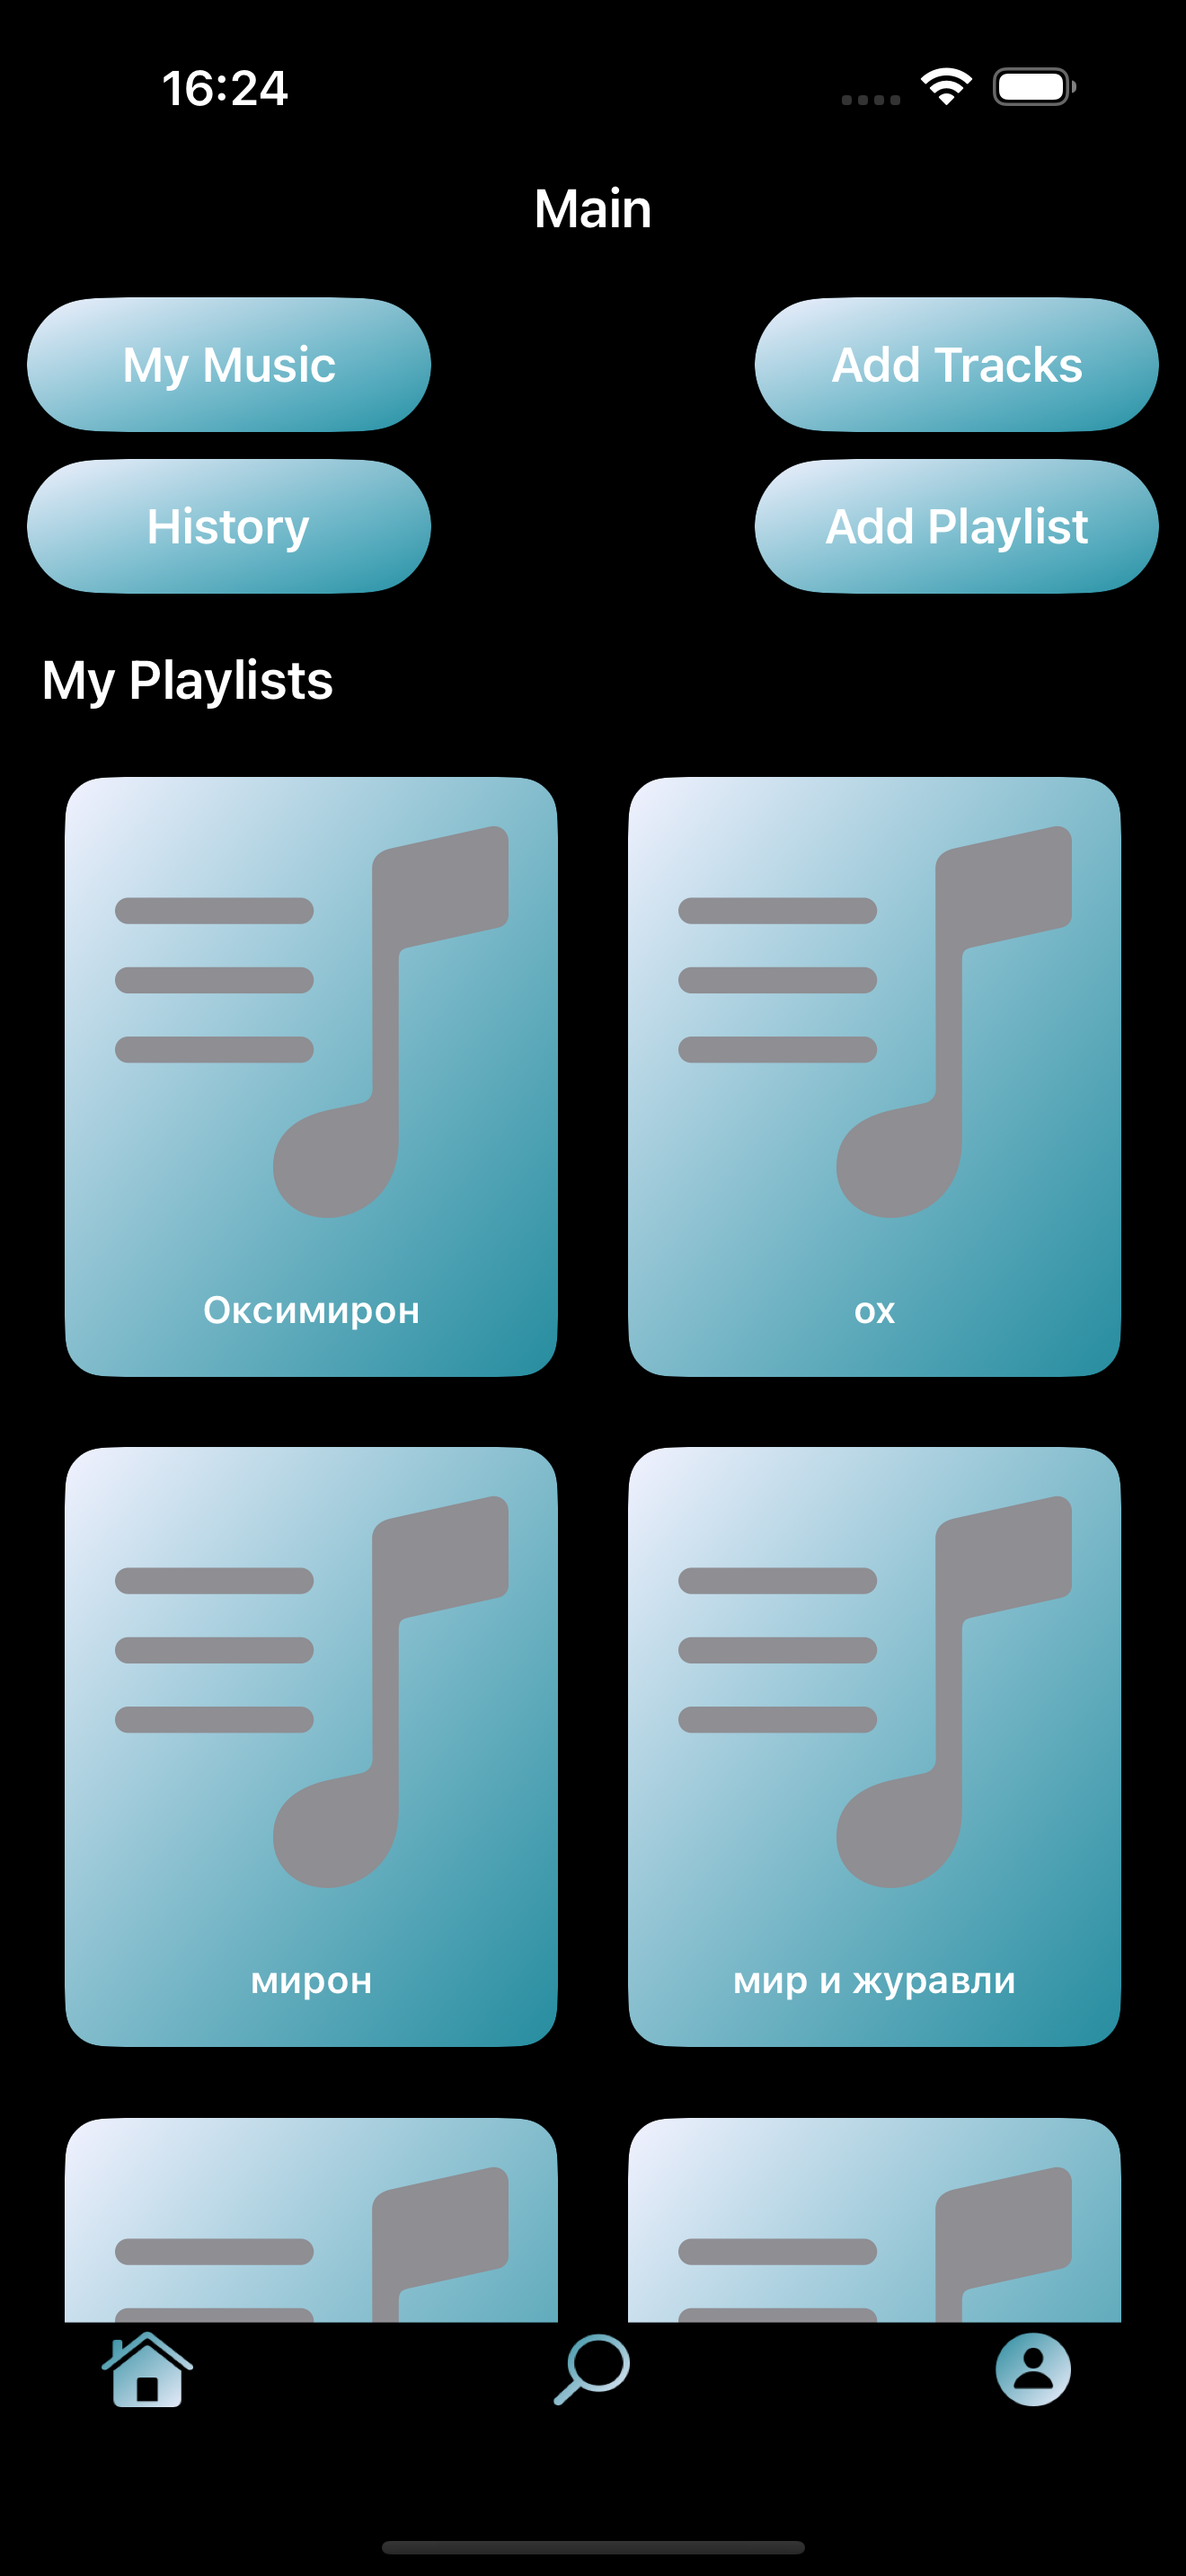 16:24
Main
My Music
Add Tracks
History
Add Playlist
My Playlists
Оксимирон
ох
мирон
мир и журавли